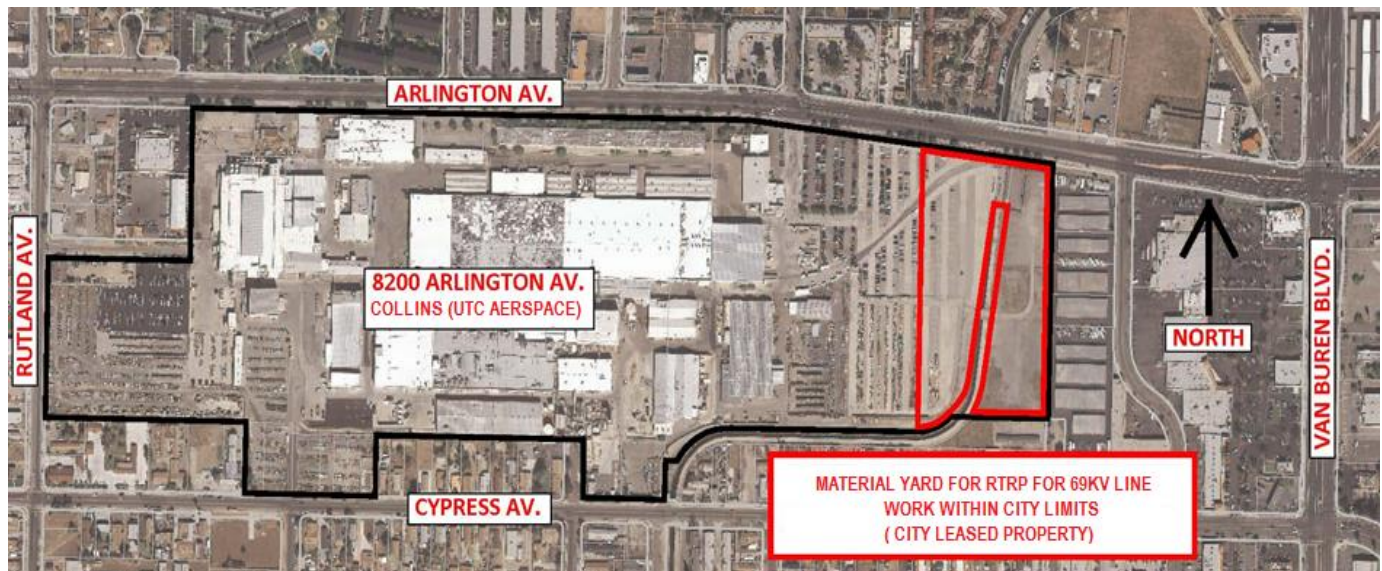 ARLINGTON AV.
RUTLAND AV.
8200 ARLINGTON AV.
COLLINS (UTC AEROSPACE)
NORTH
VAN BUREN BLVD.
CYPRESS AV.
MATERIAL YARD FOR RTRP FOR 69KV LINE
WORK WITHIN CITY LIMITS
( CITY LEASED PROPERTY)